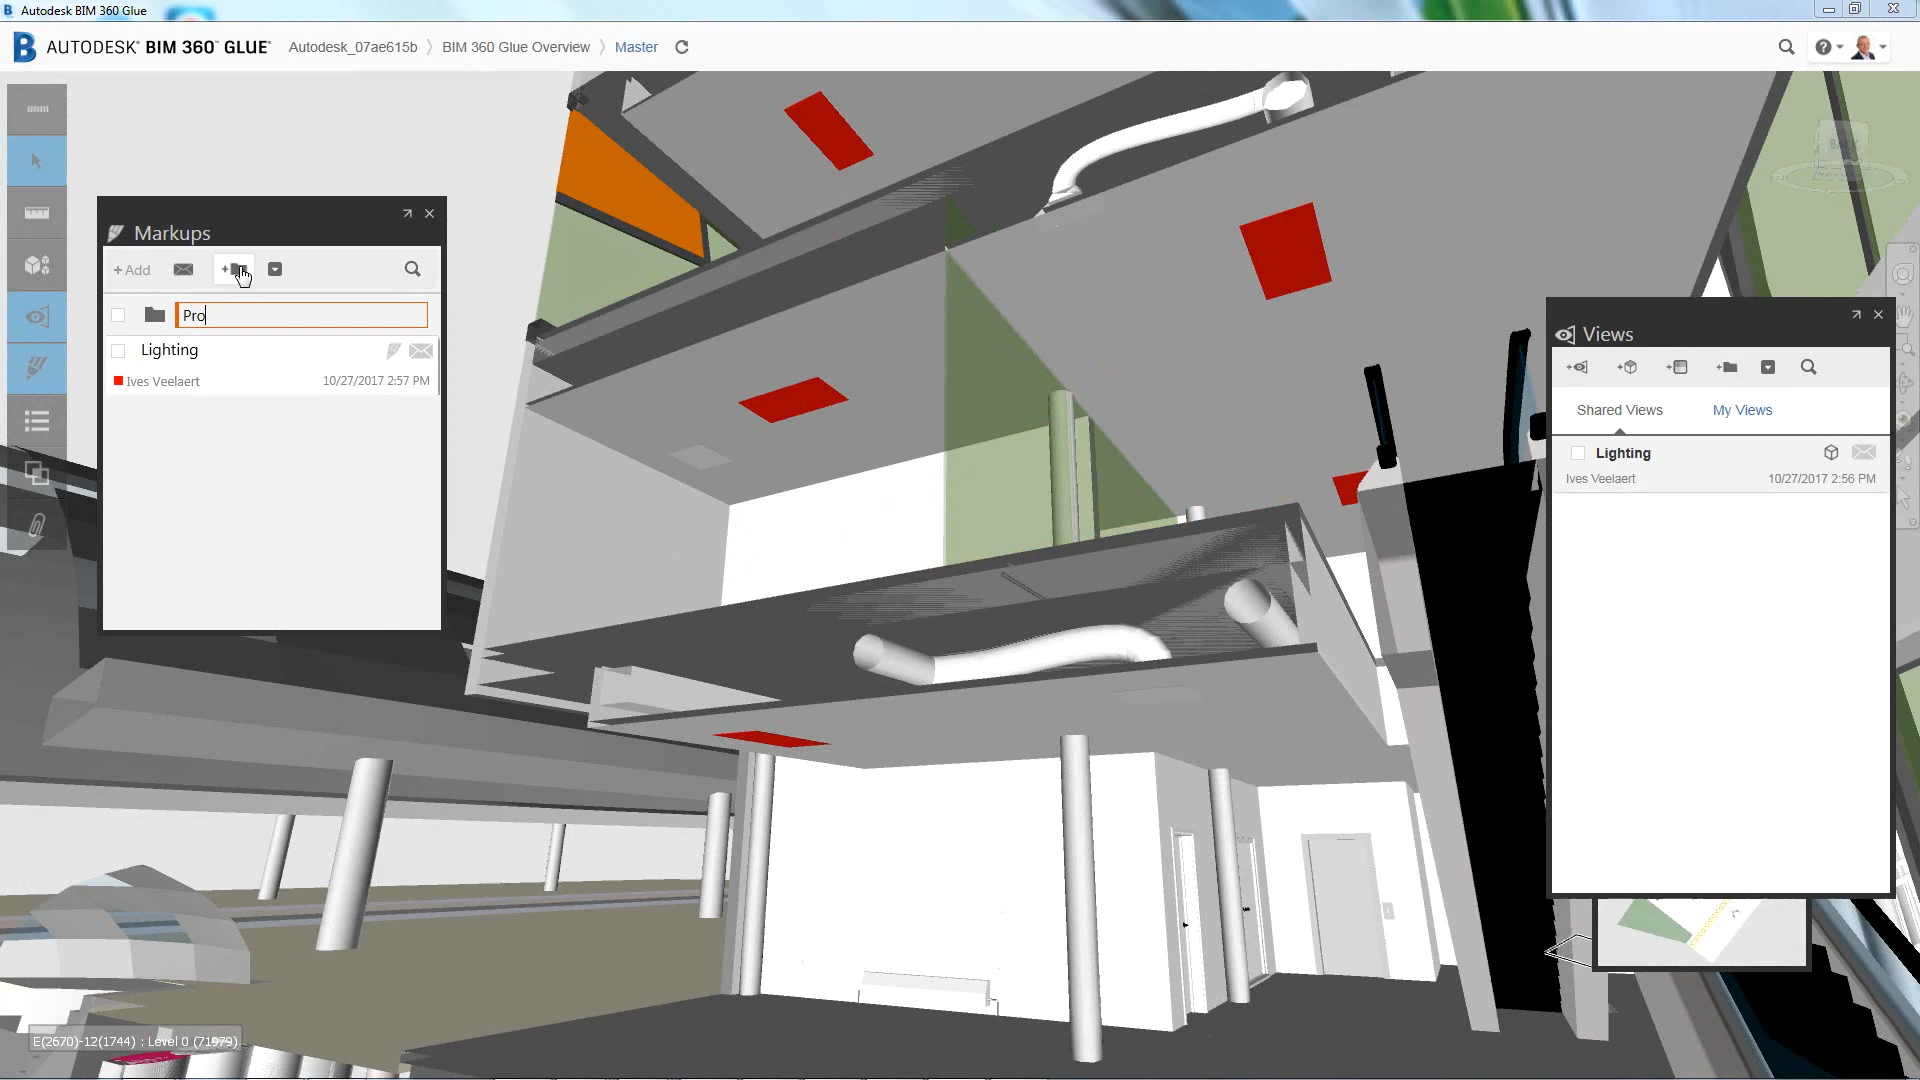 Autodesk BIM 360 Glue
AUTODESK® BIM 360™ GLUE®
Autodesk_07ae615b
BIM 360 Glue Overview
Master
Markups
+ Add
Pro
Lighting
Ives Veelaert
10/27/2017 2:57 PM
Views
Shared Views
My Views
Lighting
Ives Veelaert
10/27/2017 2:56 PM
E(2670)-12(1744) : Level 0 (71979)